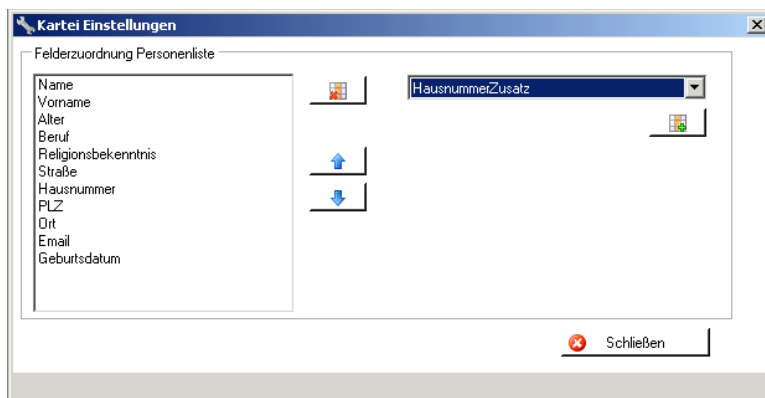 Kartei Einstellungen
Felderzuordnung Personenliste
Name
Vorname
Alter
Beruf
Religionsbekenntnis
Straße
Hausnummer
PLZ
Ort
Email
Geburtsdatum
HausnummerZusatz
Schließen